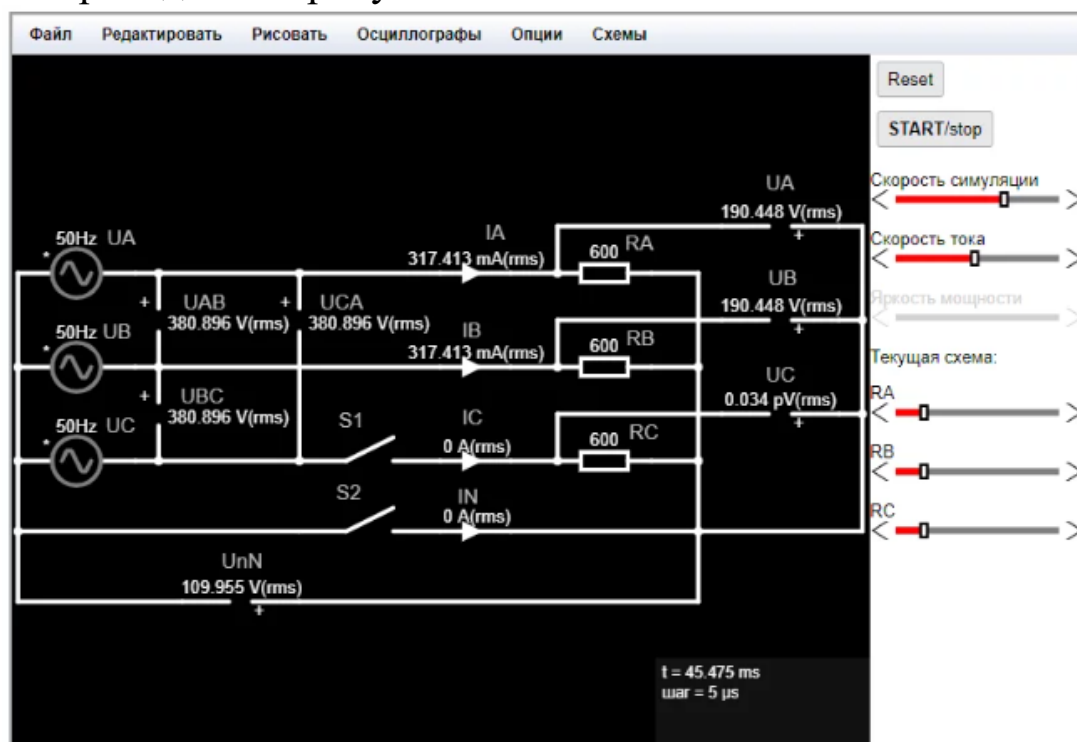 Файл Редактировать Рисовать Осциллографы Опции Схемы
Reset
START/stop
Скорость симуляции
Скорость тока
Яркость мощности
Текущая схема:
RA
RB
RC
UA
190.448 V(rms)
+
50Hz UA
*
IA
317.413 mA(rms)
600 RA
+ UAB
380.896 V(rms)
+ UCA
380.896 V(rms)
UB
190.448 V(rms)
+
50Hz UB
*
IB
317.413 mA(rms)
600 RB
+ UBC
380.896 V(rms)
UC
0.034 pV(rms)
+
50Hz UC
*
S1
IC
0 A(rms)
600 RC
S2
IN
0 A(rms)
UnN
109.955 V(rms)
+
t = 45.475 ms
шаг = 5 μs